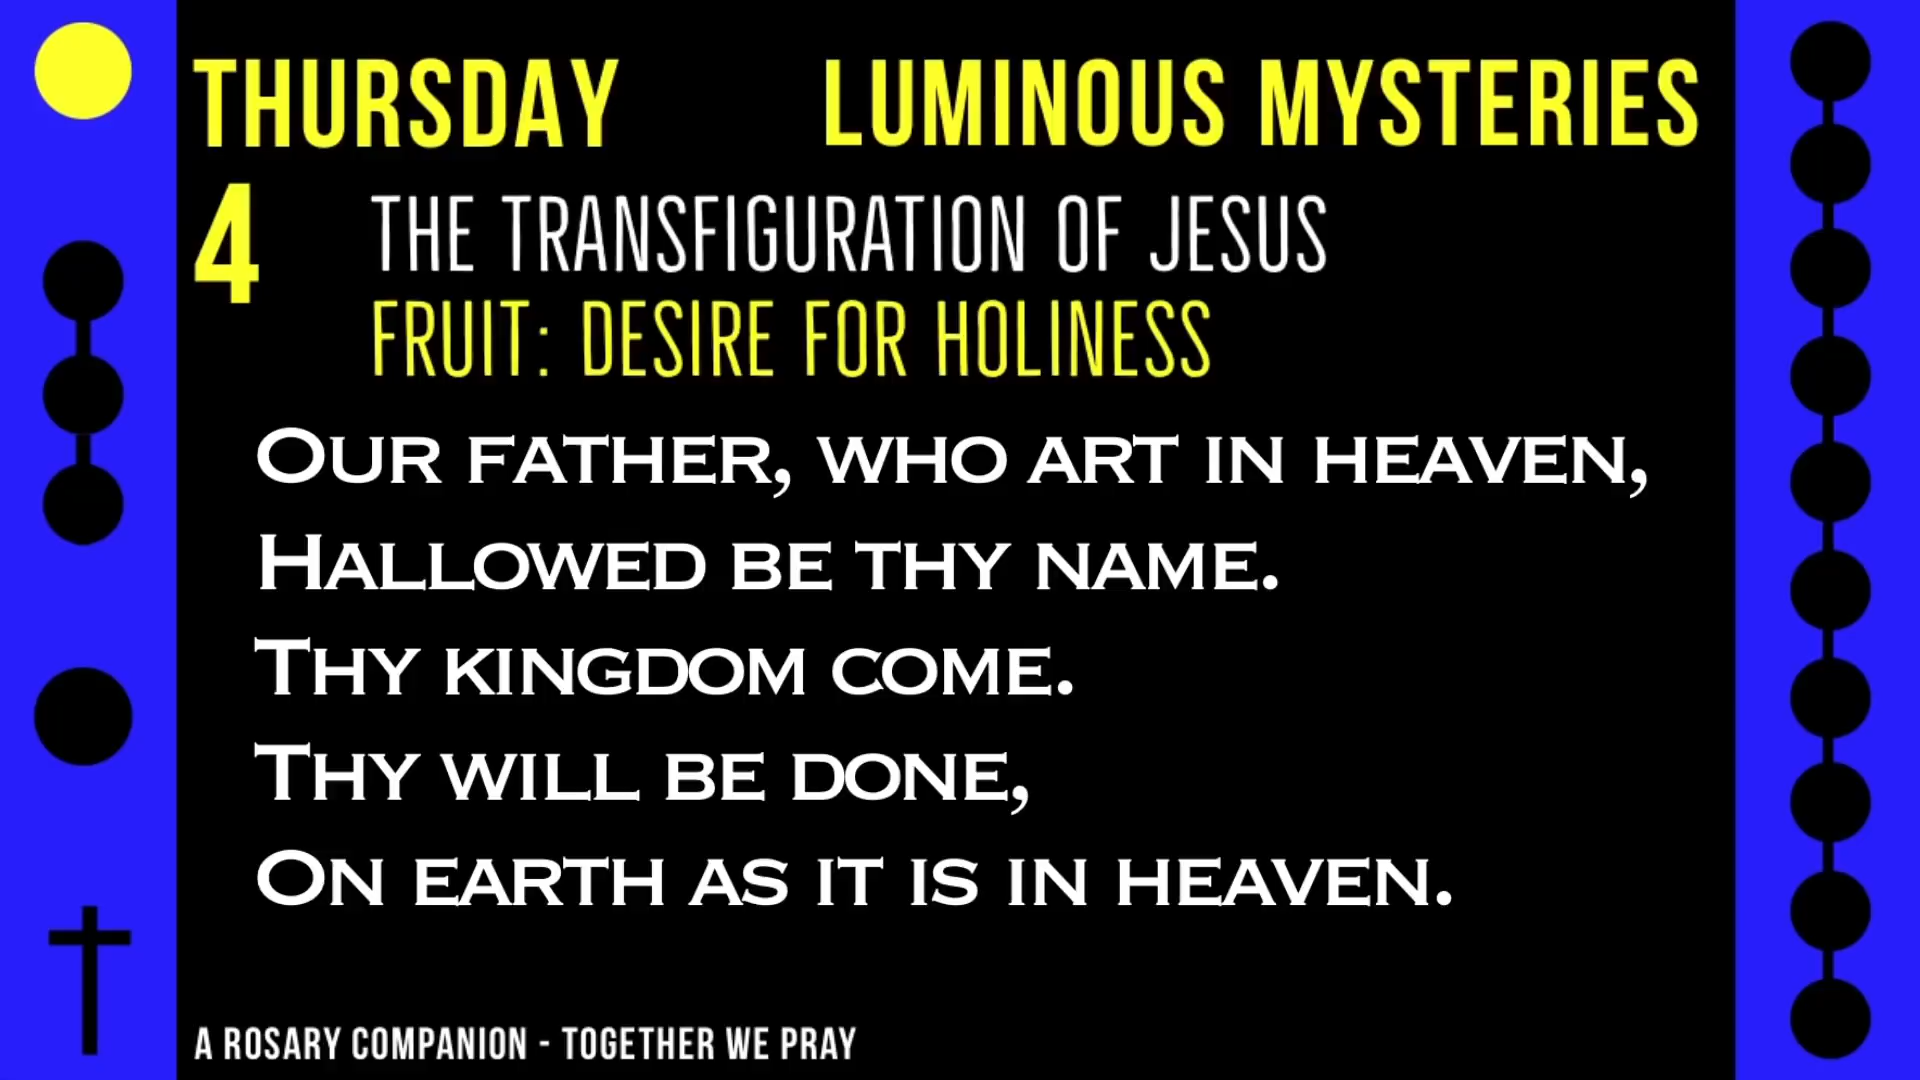 THURSDAY LUMINOUS MYSTERIES
4 THE TRANSFIGURATION OF JESUS
FRUIT: DESIRE FOR HOLINESS
OUR FATHER, WHO ART IN HEAVEN,
HALLOWED BE THY NAME.
THY KINGDOM COME.
THY WILL BE DONE,
ON EARTH AS IT IS IN HEAVEN.
A ROSARY COMPANION - TOGETHER WE PRAY